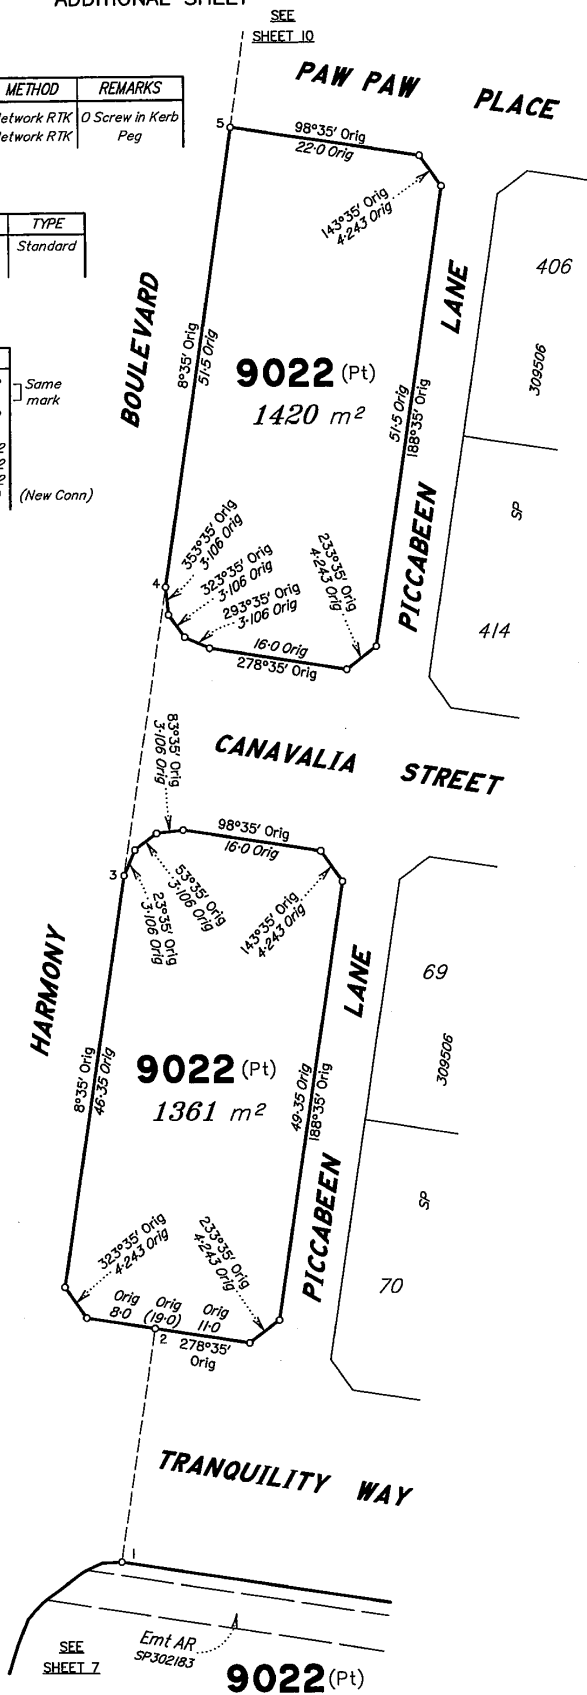 ADDITIONAL SHEET
SEE
SHEET 10
METHOD REMARKS
Network RTK O Screw in Kerb
Network RTK Peg
TYPE
Standard
Same
mark
(New Conn)
PAW PAW PLACE
5
98°35' Orig
22·0 Orig
143°35' Orig
4·243 Orig
BOULEVARD
8°35' Orig
51·5 Orig
9022 (Pt)
1420 m²
51·5 Orig
188°35' Orig
LANE
PICCABEEN
406
309506
SP
414
353°35' Orig
3·106 Orig
323°35' Orig
3·106 Orig
293°35' Orig
3·106 Orig
233°35' Orig
4·243 Orig
4
16·0 Orig
278°35' Orig
CANAVALIA STREET
83°35' Orig
3·106 Orig
98°35' Orig
16·0 Orig
53°35' Orig
3·106 Orig
23°35' Orig
3·106 Orig
143°35' Orig
4·243 Orig
3
HARMONY
8°35' Orig
46·35 Orig
9022 (Pt)
1361 m²
49·35 Orig
188°35' Orig
LANE
PICCABEEN
69
309506
SP
70
323°35' Orig
4·243 Orig
233°35' Orig
4·243 Orig
Orig Orig Orig
8·0 (19·0) 11·0
2
278°35'
Orig
TRANQUILITY WAY
1
Emt AR
SP302183
SEE
SHEET 7
9022 (Pt)